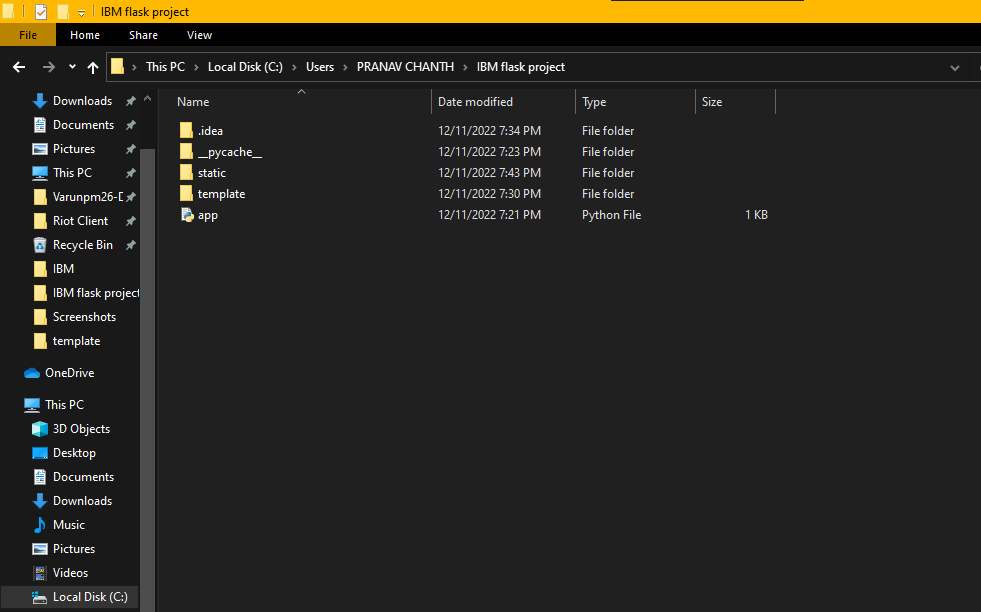 IBM flask project
File Home Share View
This PC Local Disk (C:) Users PRANAV CHANTH IBM flask project
Downloads
Documents
Pictures
This PC
Varunpm26-D
Riot Client
Recycle Bin
IBM
IBM flask project
Screenshots
template
OneDrive
This PC
3D Objects
Desktop
Documents
Downloads
Music
Pictures
Videos
Local Disk (C:)
Name Date modified Type Size
.idea 12/11/2022 7:34 PM File folder
__pycache__ 12/11/2022 7:23 PM File folder
static 12/11/2022 7:43 PM File folder
template 12/11/2022 7:30 PM File folder
app 12/11/2022 7:21 PM Python File 1 KB